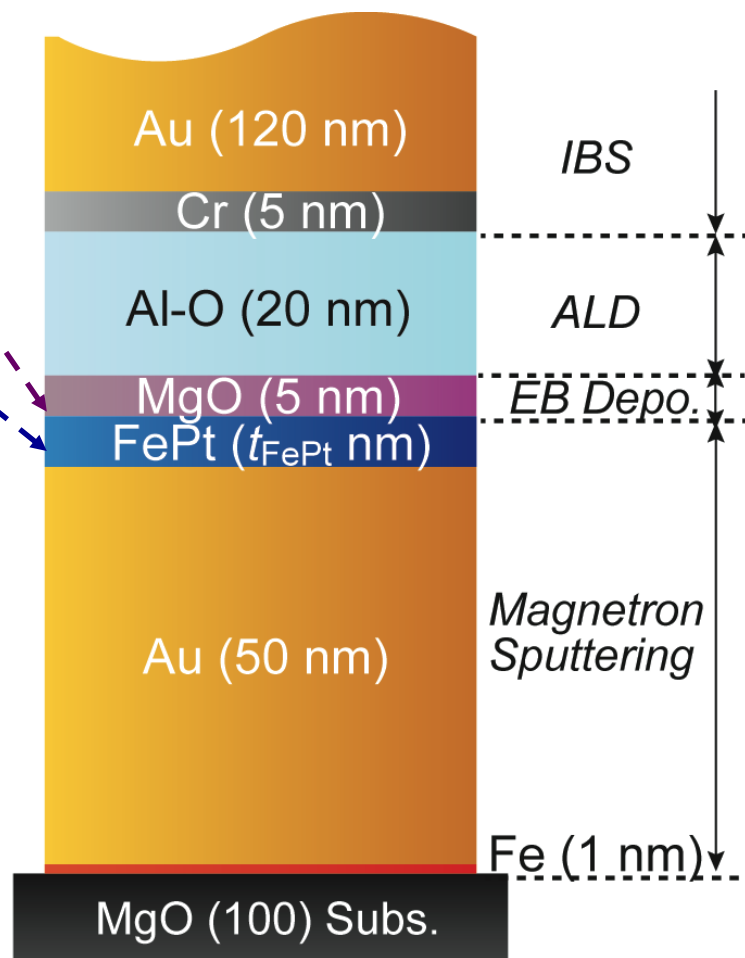 Au (120 nm)
IBS
Cr (5 nm)
Al-O (20 nm)
ALD
MgO (5 nm)
EB Depo.
FePt (tFePt nm)
Magnetron
Sputtering
Au (50 nm)
Fe (1 nm)
MgO (100) Subs.